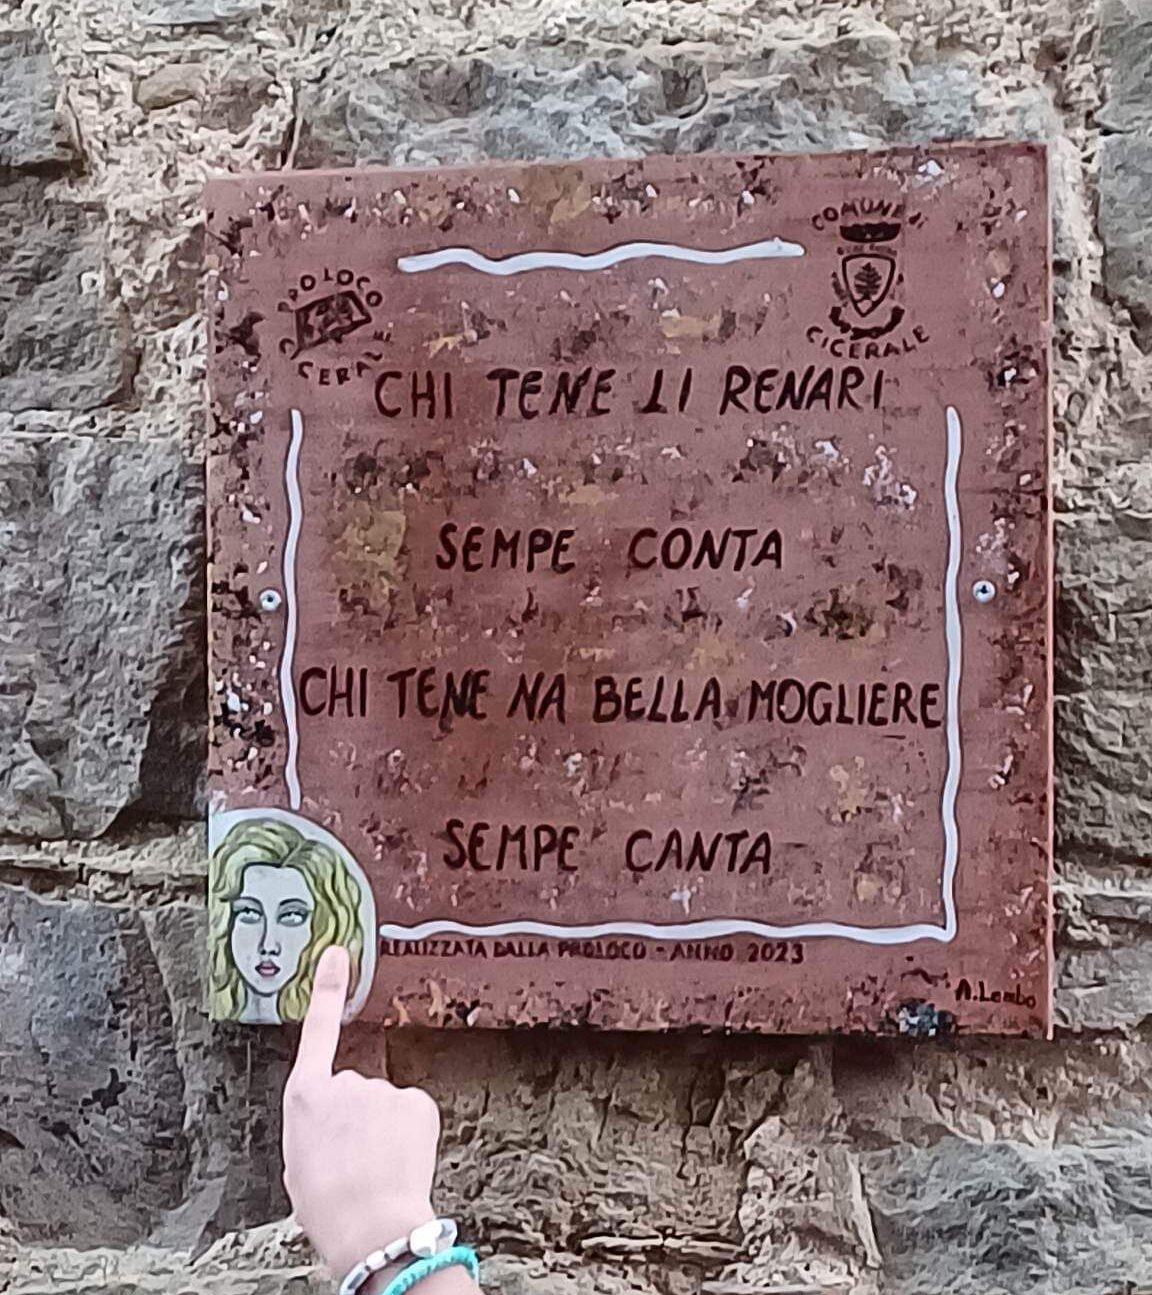 COMUNE DI
PROLOCO
CICERALE
CHI TENE LI RENARI
SEMPE CONTA
CHI TENE NA BELLA MOGLIERE
SEMPE CANTA
REALIZZATA DALLA PROLOCO - ANNO 2023
A. Lembo